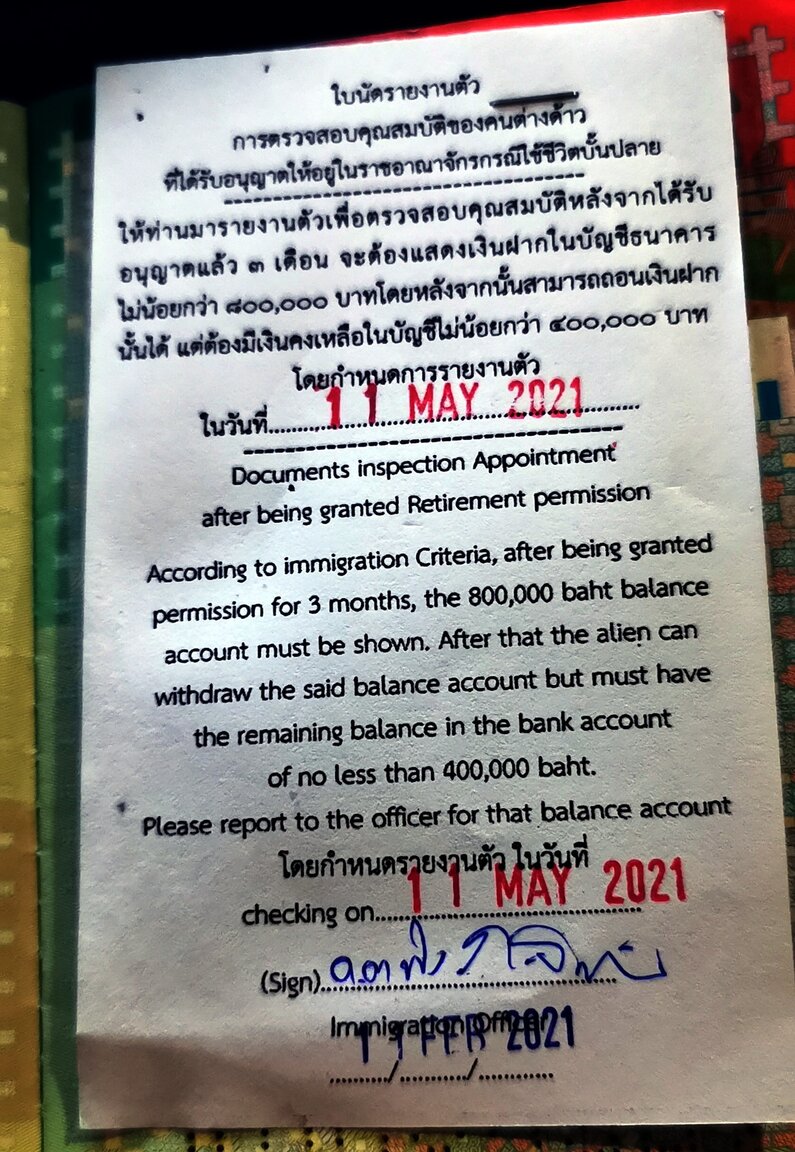 ใบนัดรายงานตัว
การตรวจสอบคุณสมบัติของคนต่างด้าว
ที่ได้รับอนุญาตให้อยู่ในราชอาณาจักรกรณีใช้ชีวิตบั้นปลาย
ให้ท่านมารายงานตัวเพื่อตรวจสอบคุณสมบัติหลังจากได้รับ
อนุญาตแล้ว ๓ เดือน จะต้องแสดงเงินฝากในบัญชีธนาคาร
ไม่น้อยกว่า ๘๐๐,๐๐๐ บาทโดยหลังจากนั้นสามารถถอนเงินฝาก
นั้นได้ แต่ต้องมีเงินคงเหลือในบัญชีไม่น้อยกว่า ๔๐๐,๐๐๐ บาท
โดยกำหนดการรายงานตัว
ในวันที่ 11 MAY 2021
Documents inspection Appointment
after being granted Retirement permission
According to immigration Criteria, after being granted
permission for 3 months, the 800,000 baht balance
account must be shown. After that the alien can
withdraw the said balance account but must have
the remaining balance in the bank account
of no less than 400,000 baht.
Please report to the officer for that balance account
โดยกำหนดรายงานตัว ในวันที่
checking on 11 MAY 2021
(Sign)
Immigration Officer
11 FEB 2021